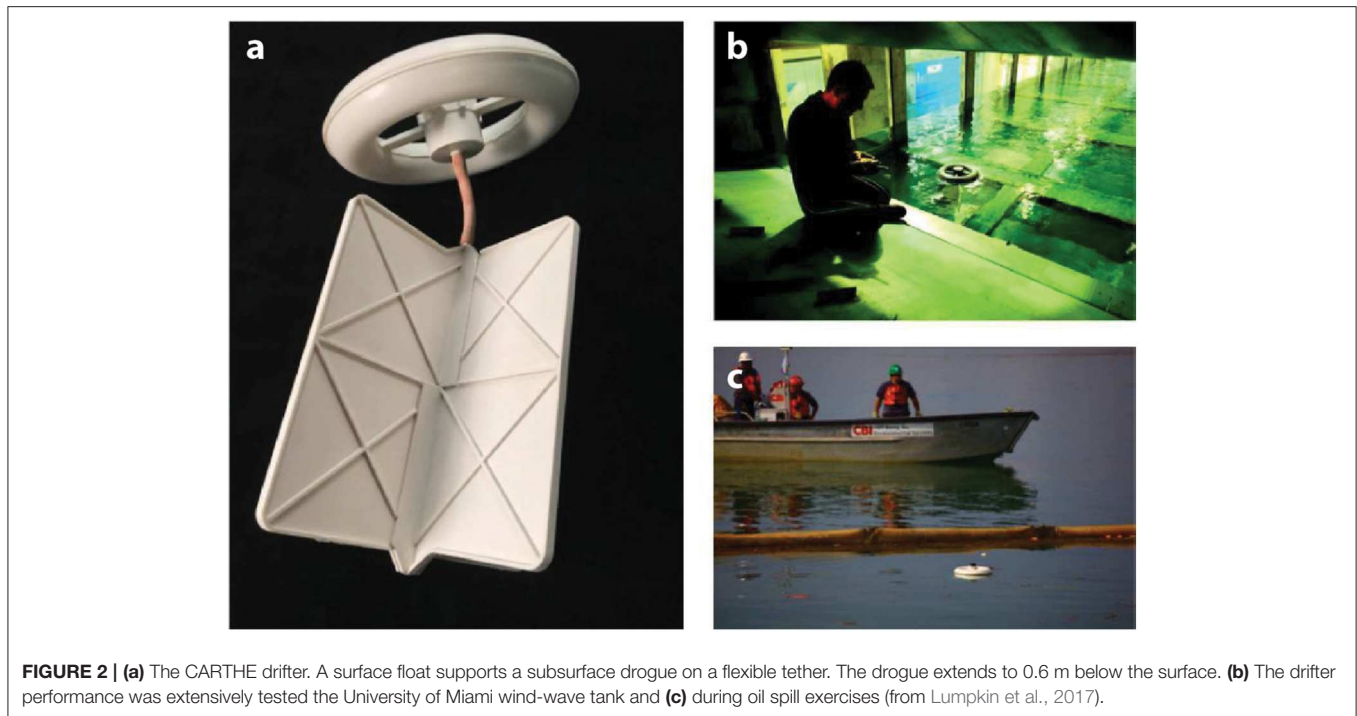 a
b
c
CBI
FIGURE 2 | (a) The CARTHE drifter. A surface float supports a subsurface drogue on a flexible tether. The drogue extends to 0.6 m below the surface. (b) The drifter
performance was extensively tested the University of Miami wind-wave tank and (c) during oil spill exercises (from Lumpkin et al., 2017).